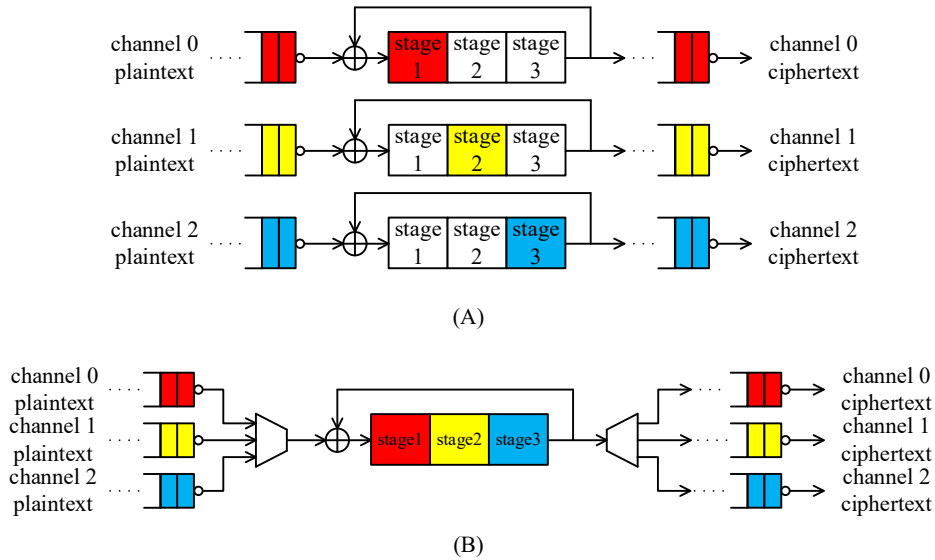 channel 0
plaintext
stage
1
stage
2
stage
3
channel 0
ciphertext
channel 1
plaintext
stage
1
stage
2
stage
3
channel 1
ciphertext
channel 2
plaintext
stage
1
stage
2
stage
3
channel 2
ciphertext
(A)
channel 0
plaintext
channel 1
plaintext
channel 2
plaintext
stage1
stage2
stage3
channel 0
ciphertext
channel 1
ciphertext
channel 2
ciphertext
(B)